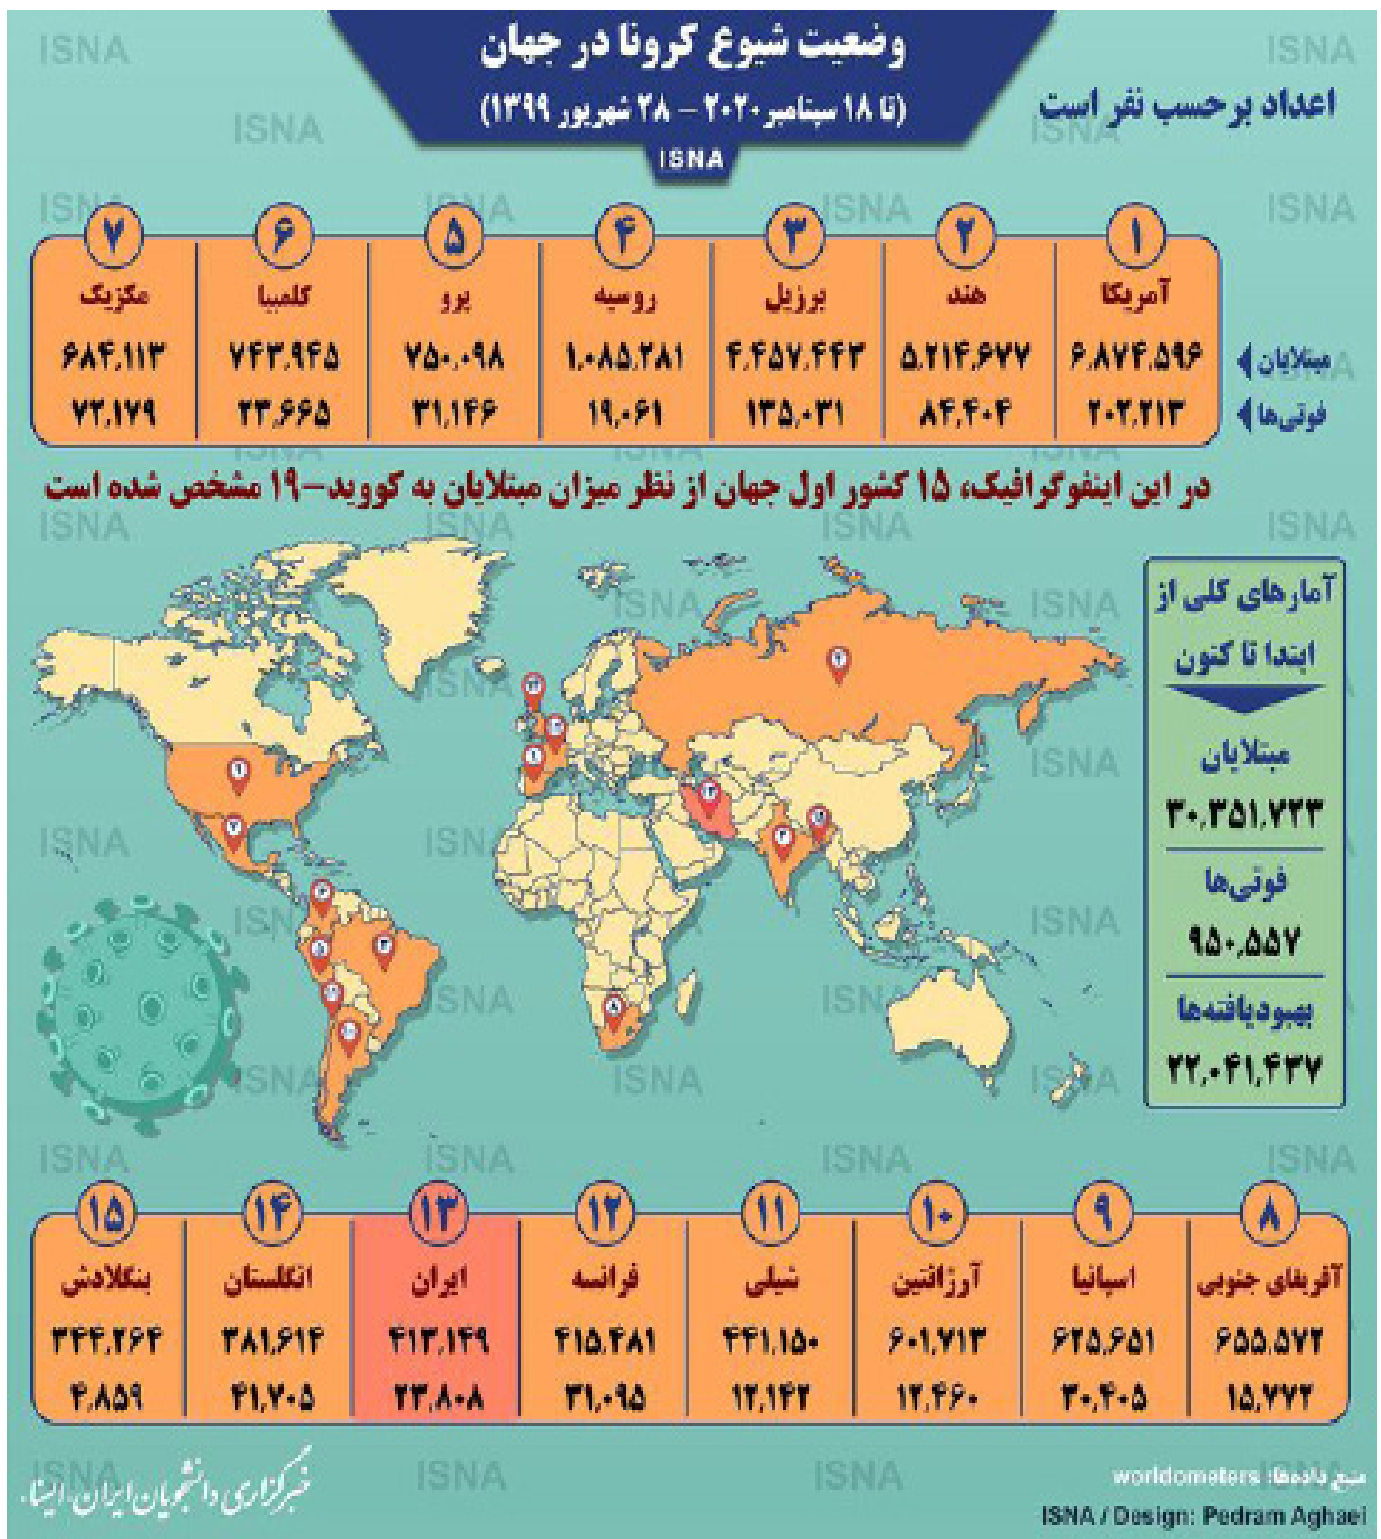 وضعیت شیوع کرونا در جهان
(تا ۱۸ سپتامبر ۲۰۲۰ – ۲۸ شهریور ۱۳۹۹)
ISNA
اعداد برحسب نفر است
۱ ۲ ۳ ۴ ۵ ۶ ۷
آمریکا هند برزیل روسیه پرو کلمبیا مکزیک
مبتلایان ۶،۸۷۴،۵۹۶ ۵،۲۱۴،۶۷۷ ۴،۴۵۷،۴۴۳ ۱،۰۸۵،۲۸۱ ۷۵۰،۰۹۸ ۷۴۳،۹۴۵ ۶۸۴،۱۱۳
فوتی‌ها ۲۰۲،۲۱۳ ۸۴،۴۰۴ ۱۳۵،۰۳۱ ۱۹،۰۶۱ ۳۱،۱۴۶ ۲۳،۶۶۵ ۷۲،۱۷۹
در این اینفوگرافیک، ۱۵ کشور اول جهان از نظر میزان مبتلایان به کووید–۱۹ مشخص شده است
آمارهای کلی از
ابتدا تا کنون
مبتلایان
۳۰،۳۵۱،۷۲۳
فوتی‌ها
۹۵۰،۵۵۷
بهبودیافته‌ها
۲۲،۰۴۱،۴۳۷
۸ ۹ ۱۰ ۱۱ ۱۲ ۱۳ ۱۴ ۱۵
آفریقای جنوبی اسپانیا آرژانتین شیلی فرانسه ایران انگلستان بنگلادش
۶۵۵،۵۷۲ ۶۲۵،۶۵۱ ۶۰۱،۷۱۳ ۴۴۱،۱۵۰ ۴۱۵،۴۸۱ ۴۱۳،۱۴۹ ۳۸۱،۶۱۴ ۳۴۴،۲۶۴
۱۵،۷۷۲ ۳۰،۴۰۵ ۱۲،۴۶۰ ۱۲،۱۴۲ ۳۱،۰۹۵ ۲۳،۸۰۸ ۴۱،۷۰۵ ۴،۸۵۹
منبع داده‌ها: worldometers
ISNA / Design: Pedram Aghaei
خبرگزاری دانشجویان ایران، ایسنا،